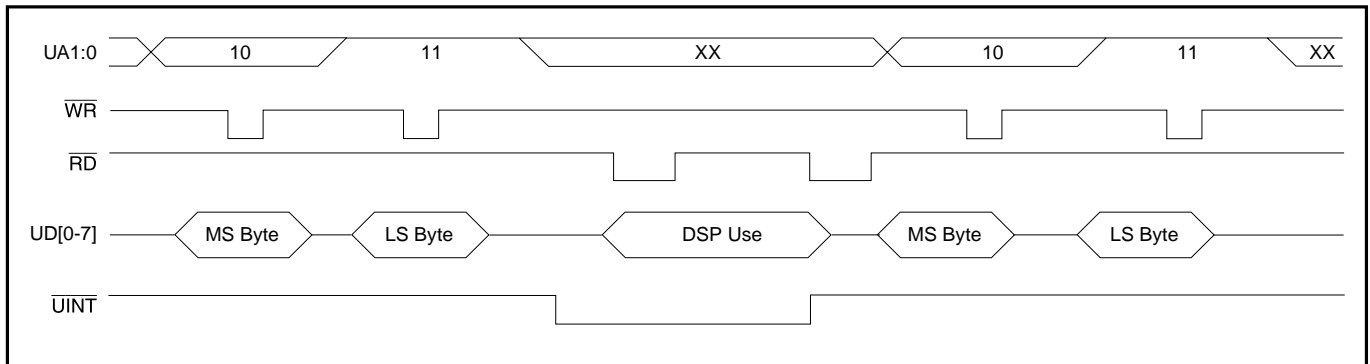 UA1:0 10 11 XX 10 11 XX
WR
RD
UD[0-7] MS Byte LS Byte DSP Use MS Byte LS Byte
UINT